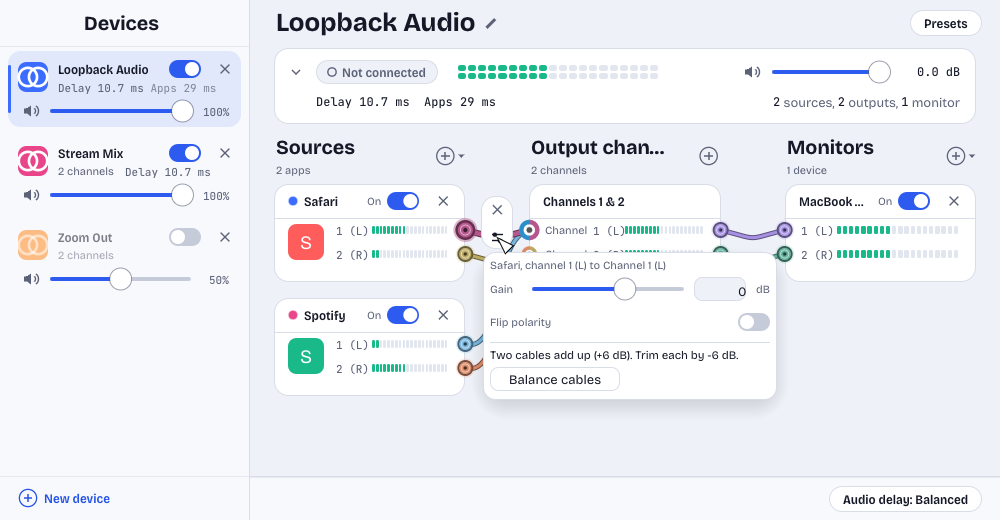 Devices
Loopback Audio
Delay 10.7 ms Apps 29 ms
100%
Stream Mix
2 channels Delay 10.7 ms
100%
Zoom Out
2 channels
50%
New device
Loopback Audio
Presets
Not connected
0.0 dB
Delay 10.7 ms Apps 29 ms
2 sources, 2 outputs, 1 monitor
Sources
2 apps
Output chan...
2 channels
Monitors
1 device
Safari On
S
1 (L)
2 (R)
Channels 1 & 2
Channel 1 (L)
MacBook ... On
1 (L)
2 (R)
Spotify On
S
1 (L)
2 (R)
Safari, channel 1 (L) to Channel 1 (L)
Gain 0 dB
Flip polarity
Two cables add up (+6 dB). Trim each by -6 dB.
Balance cables
Audio delay: Balanced